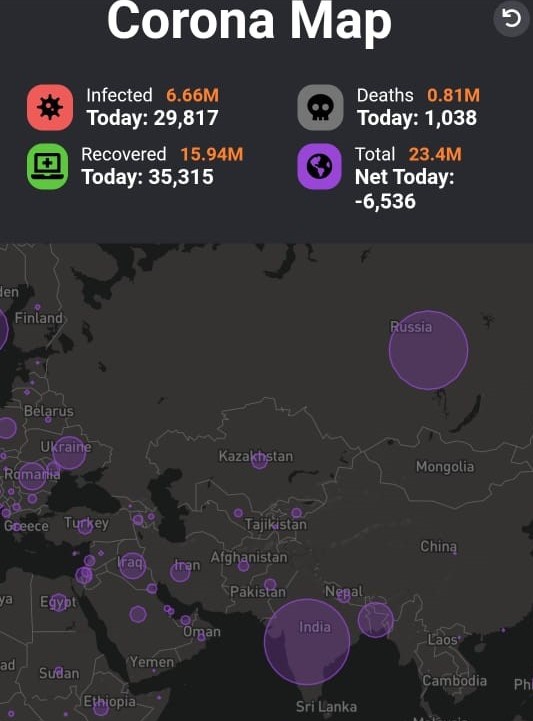 Corona Map
Infected 6.66M
Today: 29,817
Deaths 0.81M
Today: 1,038
Recovered 15.94M
Today: 35,315
Total 23.4M
Net Today:
-6,536
den
Finland
Russia
Belarus
Ukraine
Kazakhstan
Mongolia
Romania
Greece
Turkey
Tajikistan
China
Iraq
Iran
Afghanistan
Pakistan
Nepal
ya
Egypt
India
Oman
Laos
ad
Sudan
Yemen
Cambodia
Phi
Ethiopia
Sri Lanka